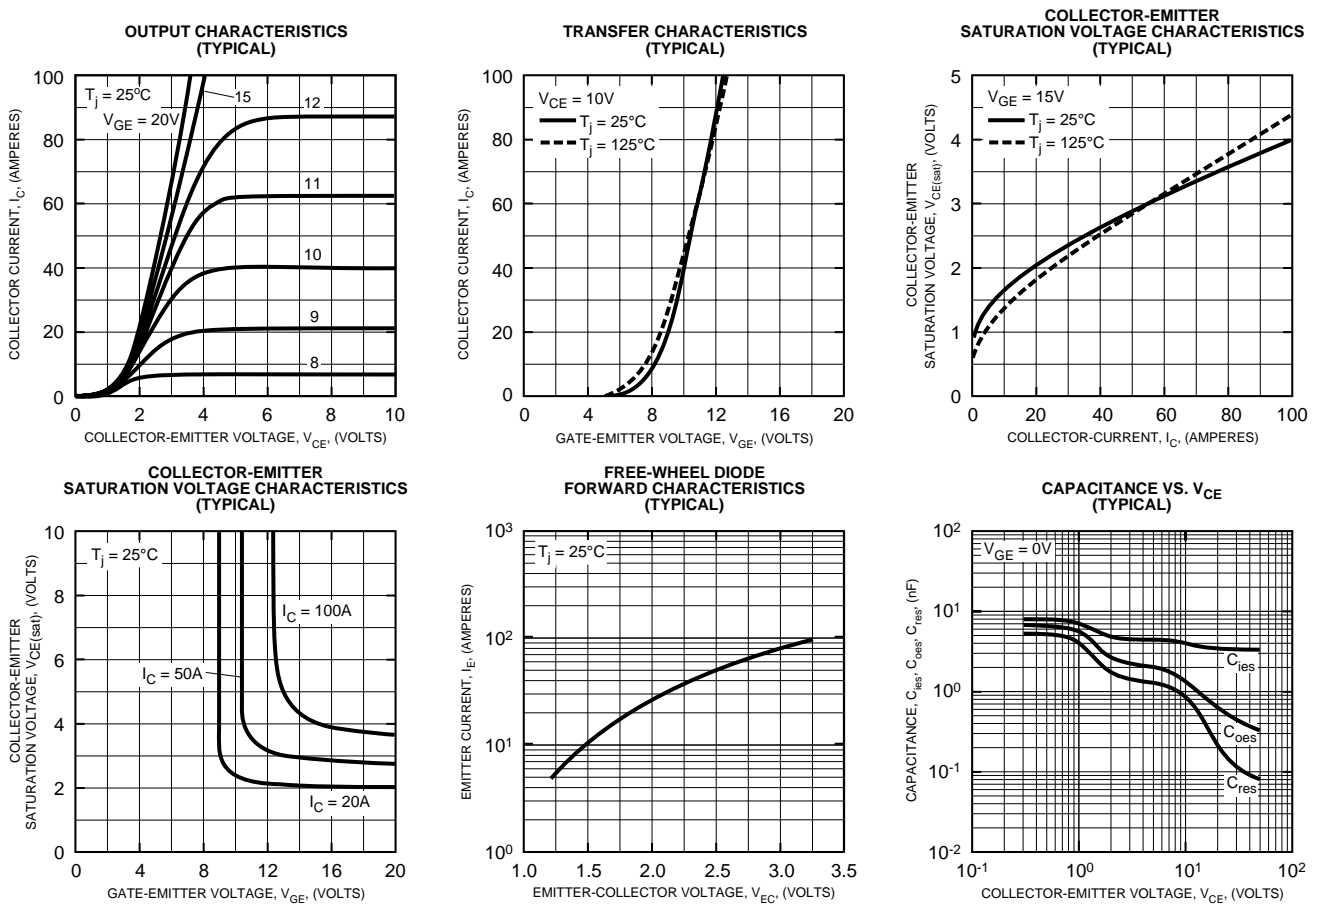 OUTPUT CHARACTERISTICS
(TYPICAL)
COLLECTOR CURRENT, IC, (AMPERES)
100
80
60
40
20
0
Tj = 25°C
VGE = 20V
15
12
11
10
9
8
0 2 4 6 8 10
COLLECTOR-EMITTER VOLTAGE, VCE, (VOLTS)
TRANSFER CHARACTERISTICS
(TYPICAL)
COLLECTOR CURRENT, IC, (AMPERES)
100
80
60
40
20
0
VCE = 10V
Tj = 25°C
Tj = 125°C
0 4 8 12 16 20
GATE-EMITTER VOLTAGE, VGE, (VOLTS)
COLLECTOR-EMITTER
SATURATION VOLTAGE CHARACTERISTICS
(TYPICAL)
COLLECTOR-EMITTER
SATURATION VOLTAGE, VCE(sat), (VOLTS)
5
4
3
2
1
0
VGE = 15V
Tj = 25°C
Tj = 125°C
0 20 40 60 80 100
COLLECTOR-CURRENT, IC, (AMPERES)
COLLECTOR-EMITTER
SATURATION VOLTAGE CHARACTERISTICS
(TYPICAL)
COLLECTOR-EMITTER
SATURATION VOLTAGE, VCE(sat), (VOLTS)
10
8
6
4
2
0
Tj = 25°C
IC = 100A
IC = 50A
IC = 20A
0 4 8 12 16 20
GATE-EMITTER VOLTAGE, VGE, (VOLTS)
FREE-WHEEL DIODE
FORWARD CHARACTERISTICS
(TYPICAL)
EMITTER CURRENT, IE, (AMPERES)
10³
10²
10¹
10⁰
Tj = 25°C
1.0 1.5 2.0 2.5 3.0 3.5
EMITTER-COLLECTOR VOLTAGE, VEC, (VOLTS)
CAPACITANCE VS. VCE
(TYPICAL)
CAPACITANCE, Cies, Coes, Cres, (nF)
10²
10¹
10⁰
10⁻¹
10⁻²
VGE = 0V
Cies
Coes
Cres
10⁻¹ 10⁰ 10¹ 10²
COLLECTOR-EMITTER VOLTAGE, VCE, (VOLTS)